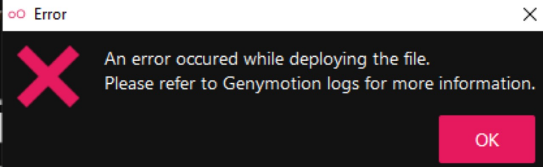 Error
An error occured while deploying the file.
Please refer to Genymotion logs for more information.
OK